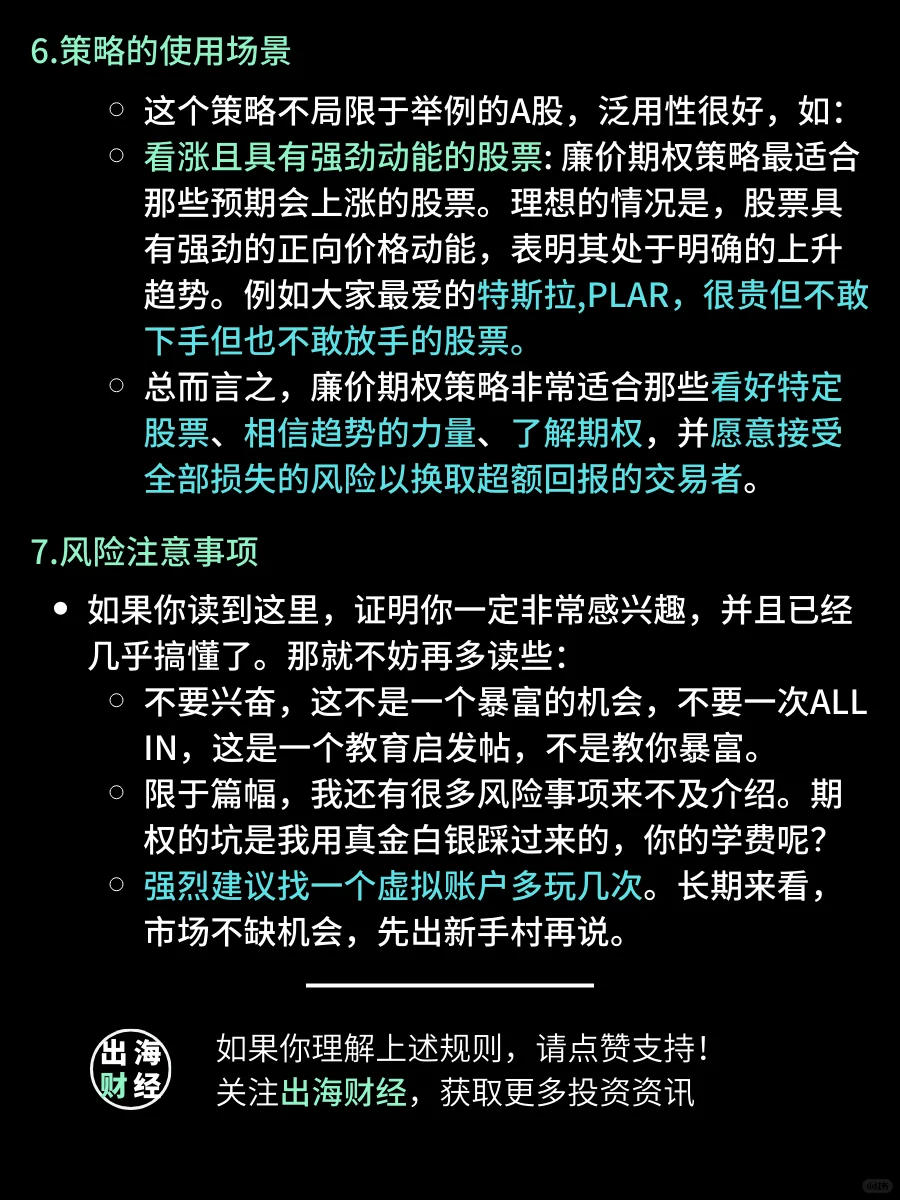 6.策略的使用场景
这个策略不局限于举例的A股，泛用性很好，如：
看涨且具有强劲动能的股票: 廉价期权策略最适合
那些预期会上涨的股票。理想的情况是，股票具
有强劲的正向价格动能，表明其处于明确的上升
趋势。例如大家最爱的特斯拉,PLAR，很贵但不敢
下手但也不敢放手的股票。
总而言之，廉价期权策略非常适合那些看好特定
股票、相信趋势的力量、了解期权，并愿意接受
全部损失的风险以换取超额回报的交易者。
7.风险注意事项
如果你读到这里，证明你一定非常感兴趣，并且已经
几乎搞懂了。那就不妨再多读些：
不要兴奋，这不是一个暴富的机会，不要一次ALL
IN，这是一个教育启发帖，不是教你暴富。
限于篇幅，我还有很多风险事项来不及介绍。期
权的坑是我用真金白银踩过来的，你的学费呢？
强烈建议找一个虚拟账户多玩几次。长期来看，
市场不缺机会，先出新手村再说。
出海
财经
如果你理解上述规则，请点赞支持！
关注出海财经，获取更多投资资讯